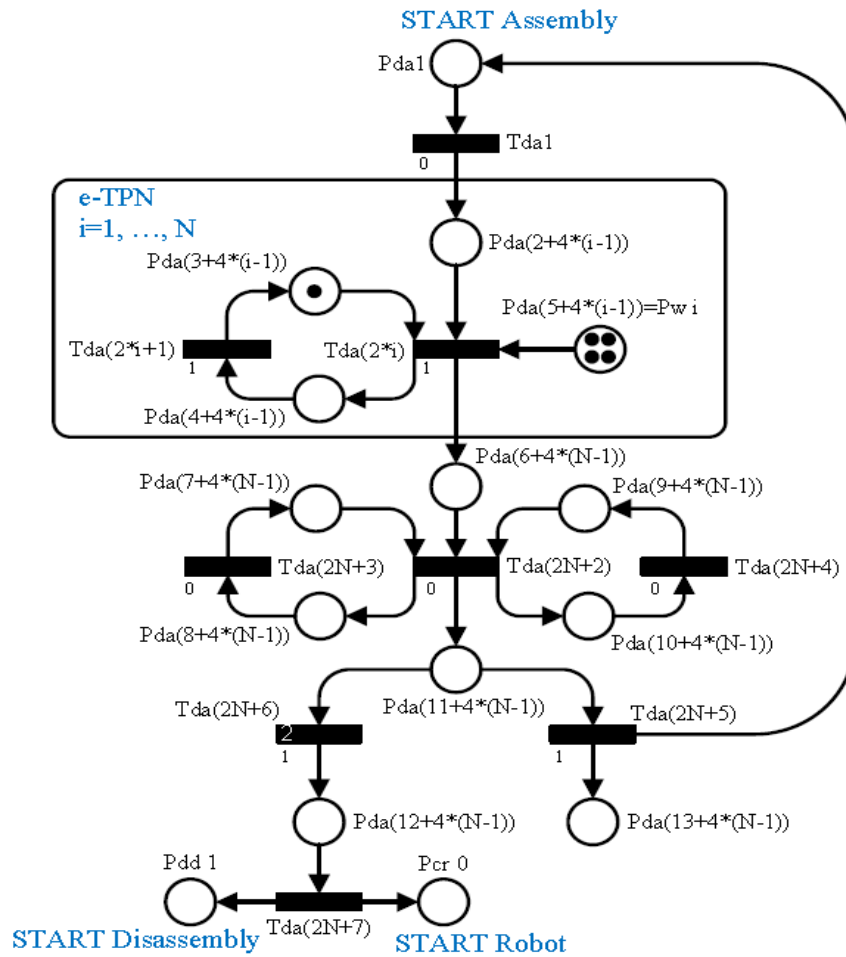 START Assembly
Pda1
Tda1
0
e-TPN
i=1, …, N
Pda(2+4*(i-1))
Pda(3+4*(i-1))
Pda(5+4*(i-1))=Pw i
Tda(2*i+1)
Tda(2*i)
1
1
Pda(4+4*(i-1))
Pda(6+4*(N-1))
Pda(7+4*(N-1))
Pda(9+4*(N-1))
Tda(2N+3)
Tda(2N+2)
Tda(2N+4)
0
0
0
Pda(8+4*(N-1))
Pda(10+4*(N-1))
Pda(11+4*(N-1))
Tda(2N+6)
Tda(2N+5)
2
1
1
Pda(12+4*(N-1))
Pda(13+4*(N-1))
Pdd 1
Pcr 0
Tda(2N+7)
START Disassembly
START Robot